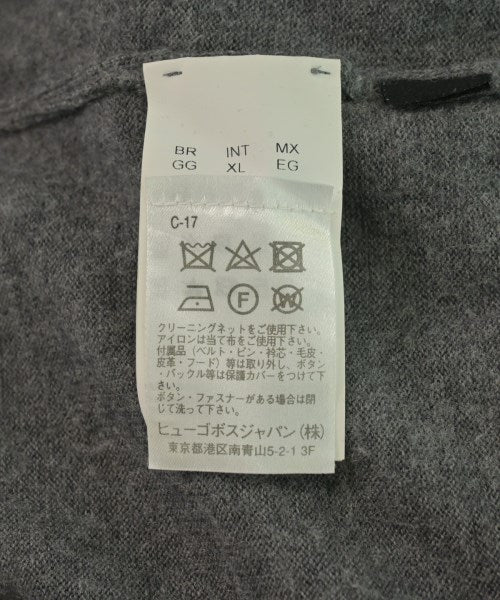 BR INT MX
GG XL EG
C-17
F W
クリーニングネットをご使用下さい。
アイロンは当て布をご使用下さい。
付属品（ベルト・ピン・衿芯・毛皮・
皮革・フード）等は取り外し、ボタン
・バックル等は保護カバーをつけて下
さい。
ボタン・ファスナーがある場合は閉
じて洗って下さい。
ヒューゴボスジャパン（株）
東京都港区南青山5-2-1 3F